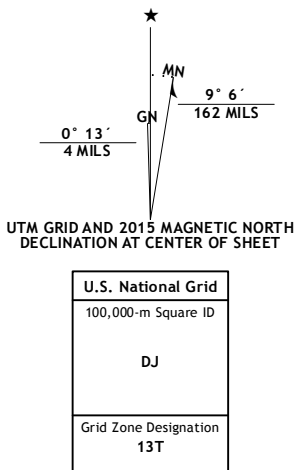 ★
MN
GN
9° 6´
162 MILS
0° 13´
4 MILS
UTM GRID AND 2015 MAGNETIC NORTH
DECLINATION AT CENTER OF SHEET
U.S. National Grid
100,000-m Square ID
DJ
Grid Zone Designation
13T